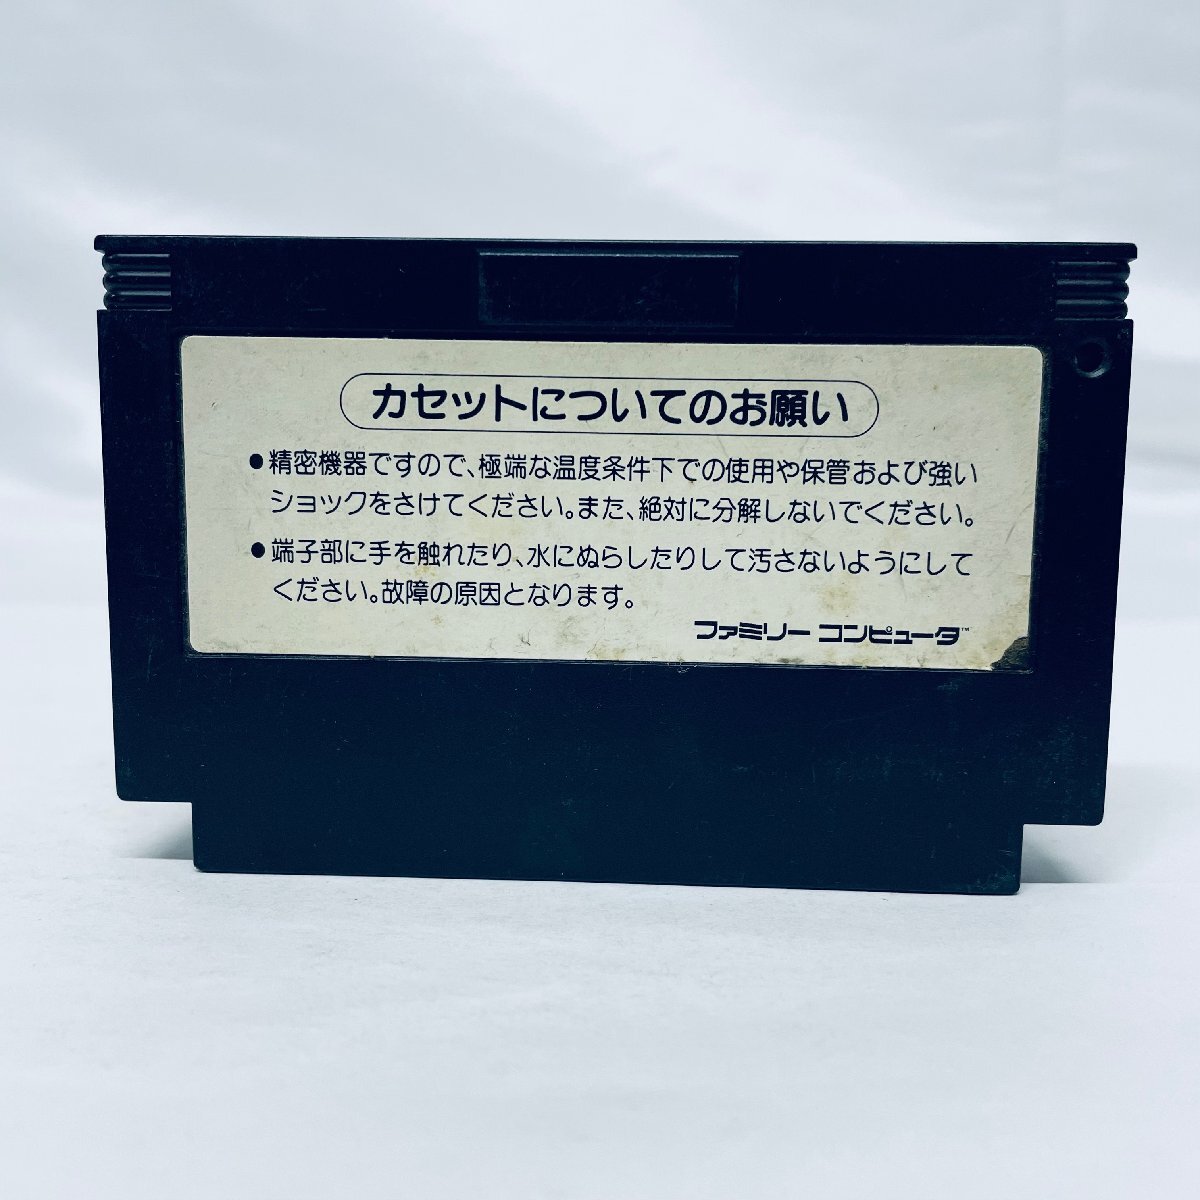 カセットについてのお願い
●精密機器ですので、極端な温度条件下での使用や保管および強い
ショックをさけてください。また、絶対に分解しないでください。
●端子部に手を触れたり、水にぬらしたりして汚さないようにして
ください。故障の原因となります。
ファミリー コンピュータ™